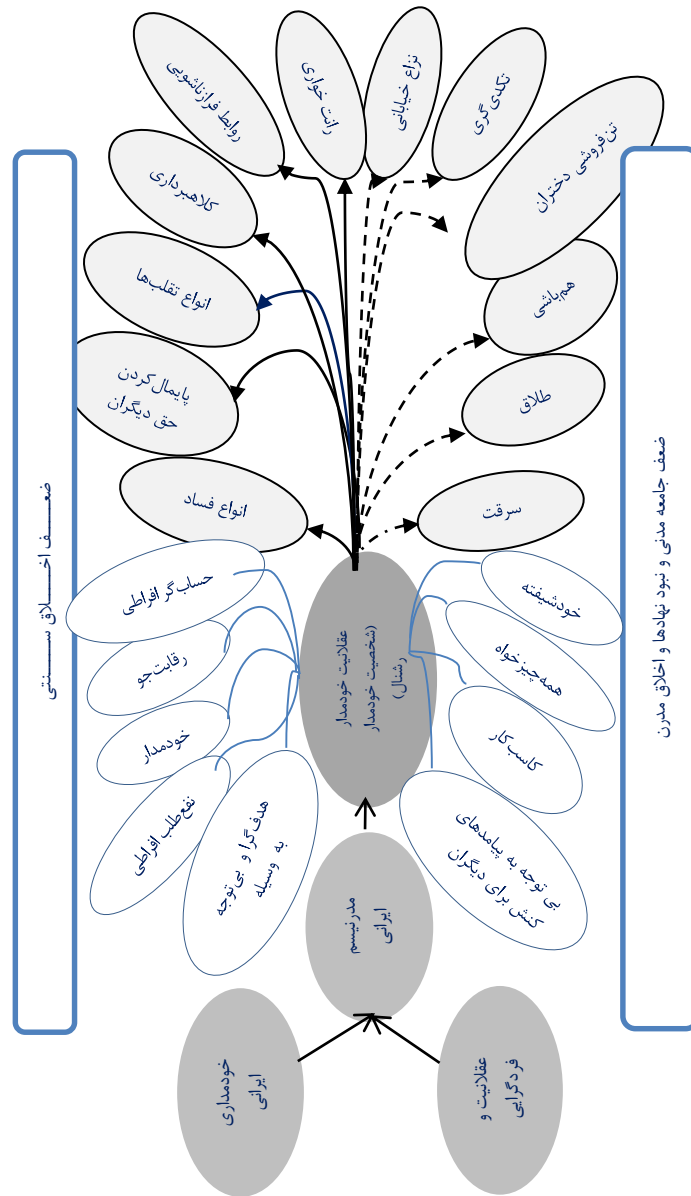 ضعف اخلاق سنتی
روابط فرازناشویی
رانت خواری
نزاع خیابانی
تکدی‌گری
تن‌فروشی دختران
کلاهبرداری
انواع تقلب‌ها
پایمال‌کردن
حق دیگران
انواع فساد
هم‌باشی
طلاق
سرقت
حساب‌گر افراطی
رقابت‌جو
خودمدار
نفع‌طلب افراطی
هدف‌گرا و بی‌توجه
به وسیله
عقلانیت خودمدار
(شخصیت خودمدار
رشنال)
خودشیفته
همه‌چیزخواه
کاسب‌کار
بی توجه به پیامدهای
کنش برای دیگران
مدرنیسم
ایرانی
خودمداری
ایرانی
عقلانیت و
فردگرایی
ضعف جامعه مدنی و نبود نهادها و اخلاق مدرن